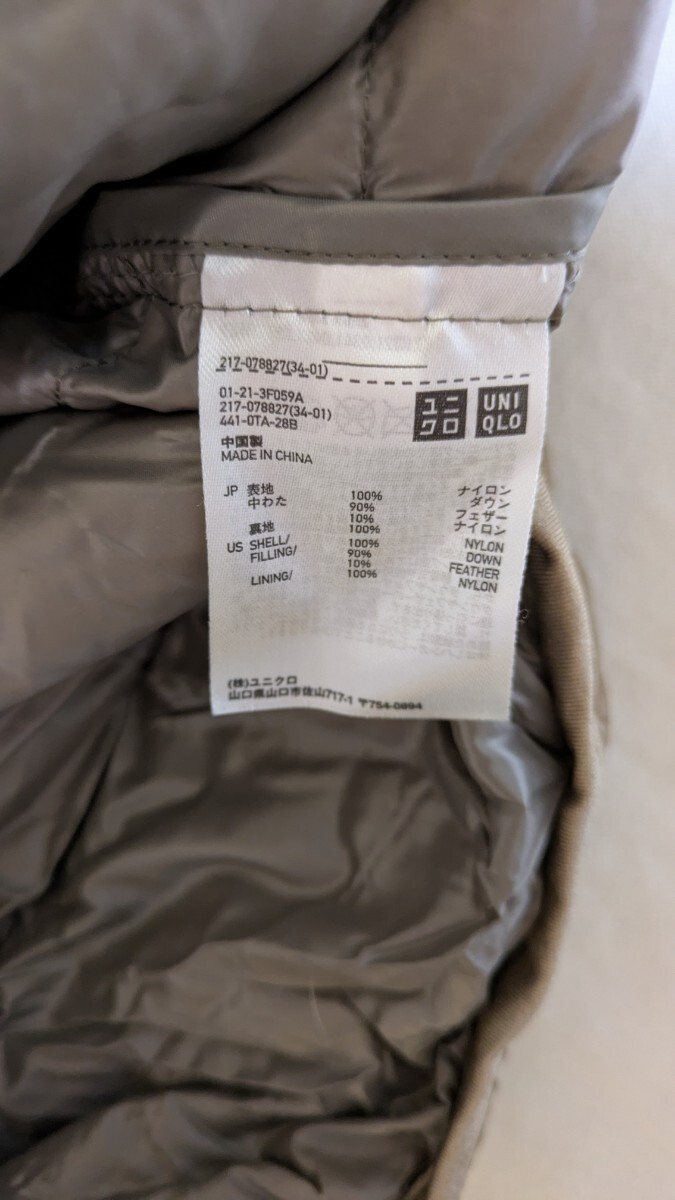 217-078827(34-01)
01-21-3F059A
217-078827(34-01)
441-0TA-28B
ユニ
クロ
UNI
QLO
中国製
MADE IN CHINA
JP 表地 100% ナイロン
中わた 90% ダウン
10% フェザー
裏地 100% ナイロン
US SHELL/ 100% NYLON
FILLING/ 90% DOWN
10% FEATHER
LINING/ 100% NYLON
(株)ユニクロ
山口県山口市佐山717-1 〒754-0894